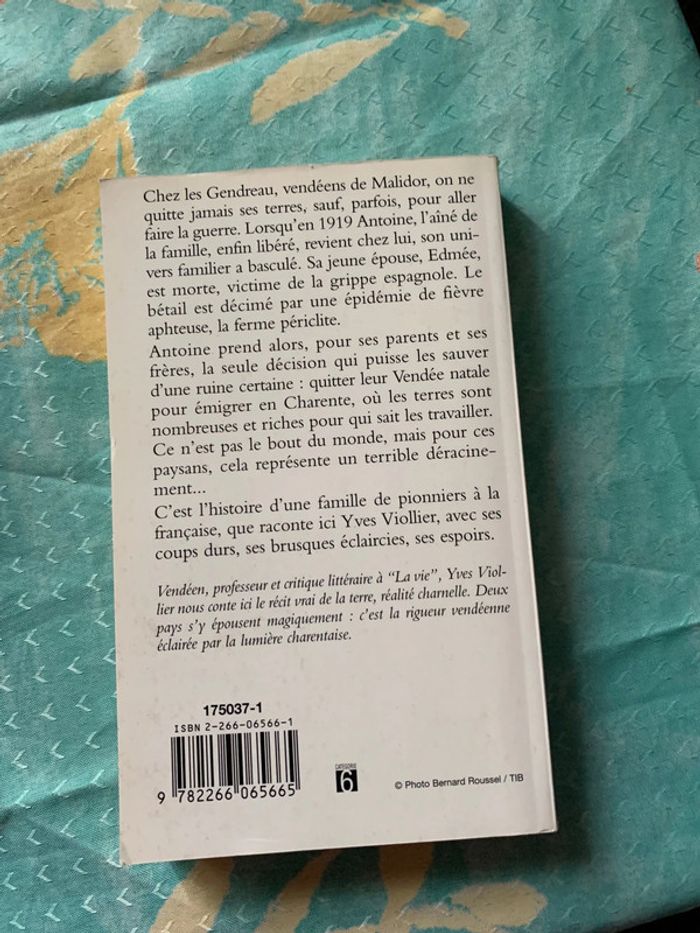 Chez les Gendreau, vendéens de Malidor, on ne
quitte jamais ses terres, sauf, parfois, pour aller
faire la guerre. Lorsqu'en 1919 Antoine, l'aîné de
la famille, enfin libéré, revient chez lui, son uni-
vers familier a basculé. Sa jeune épouse, Edmée,
est morte, victime de la grippe espagnole. Le
bétail est décimé par une épidémie de fièvre
aphteuse, la ferme périclite.
Antoine prend alors, pour ses parents et ses
frères, la seule décision qui puisse les sauver
d'une ruine certaine : quitter leur Vendée natale
pour émigrer en Charente, où les terres sont
nombreuses et riches pour qui sait les travailler.
Ce n'est pas le bout du monde, mais pour ces
paysans, cela représente un terrible déracine-
ment...
C'est l'histoire d'une famille de pionniers à la
française, que raconte ici Yves Viollier, avec ses
coups durs, ses brusques éclaircies, ses espoirs.
Vendéen, professeur et critique littéraire à "La vie", Yves Viol-
lier nous conte ici le récit vrai de la terre, réalité charnelle. Deux
pays s'y épousent magiquement : c'est la rigueur vendéenne
éclairée par la lumière charentaise.
175037-1
ISBN 2-266-06566-1
9 782266 065665
CATEGORIE
6
© Photo Bernard Roussel / TIB